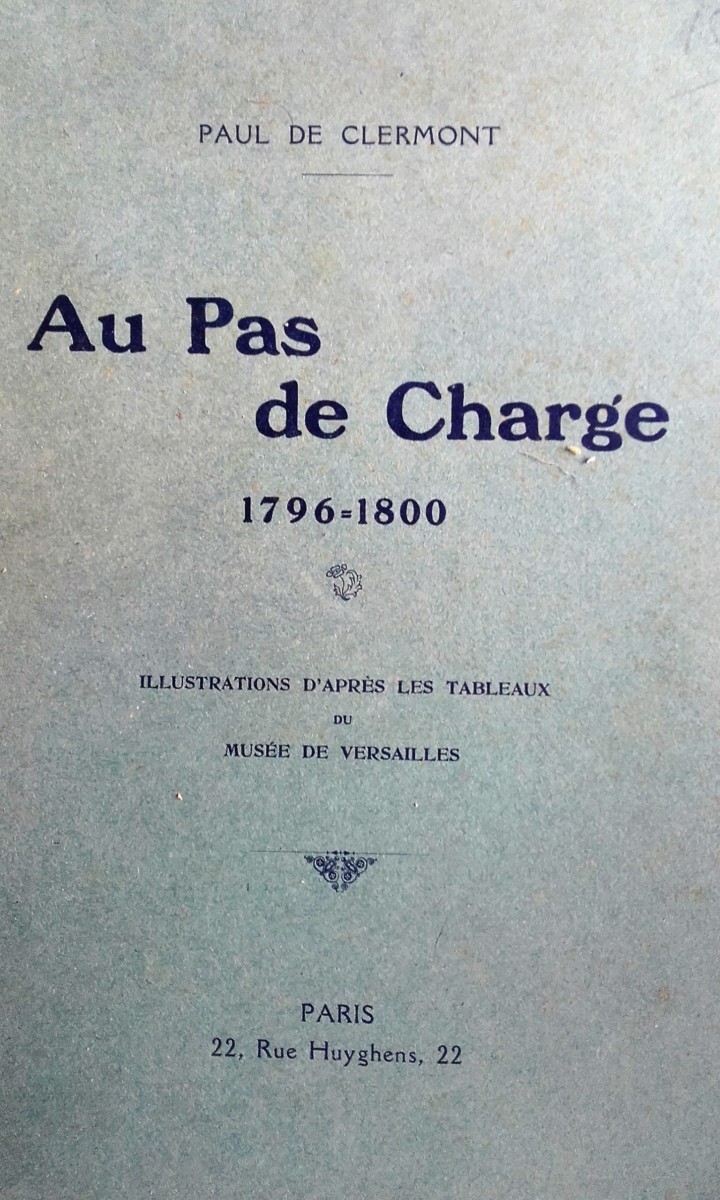 PAUL DE CLERMONT
Au Pas
de Charge
1796=1800
ILLUSTRATIONS D'APRÈS LES TABLEAUX
DU
MUSÉE DE VERSAILLES
PARIS
22, Rue Huyghens, 22